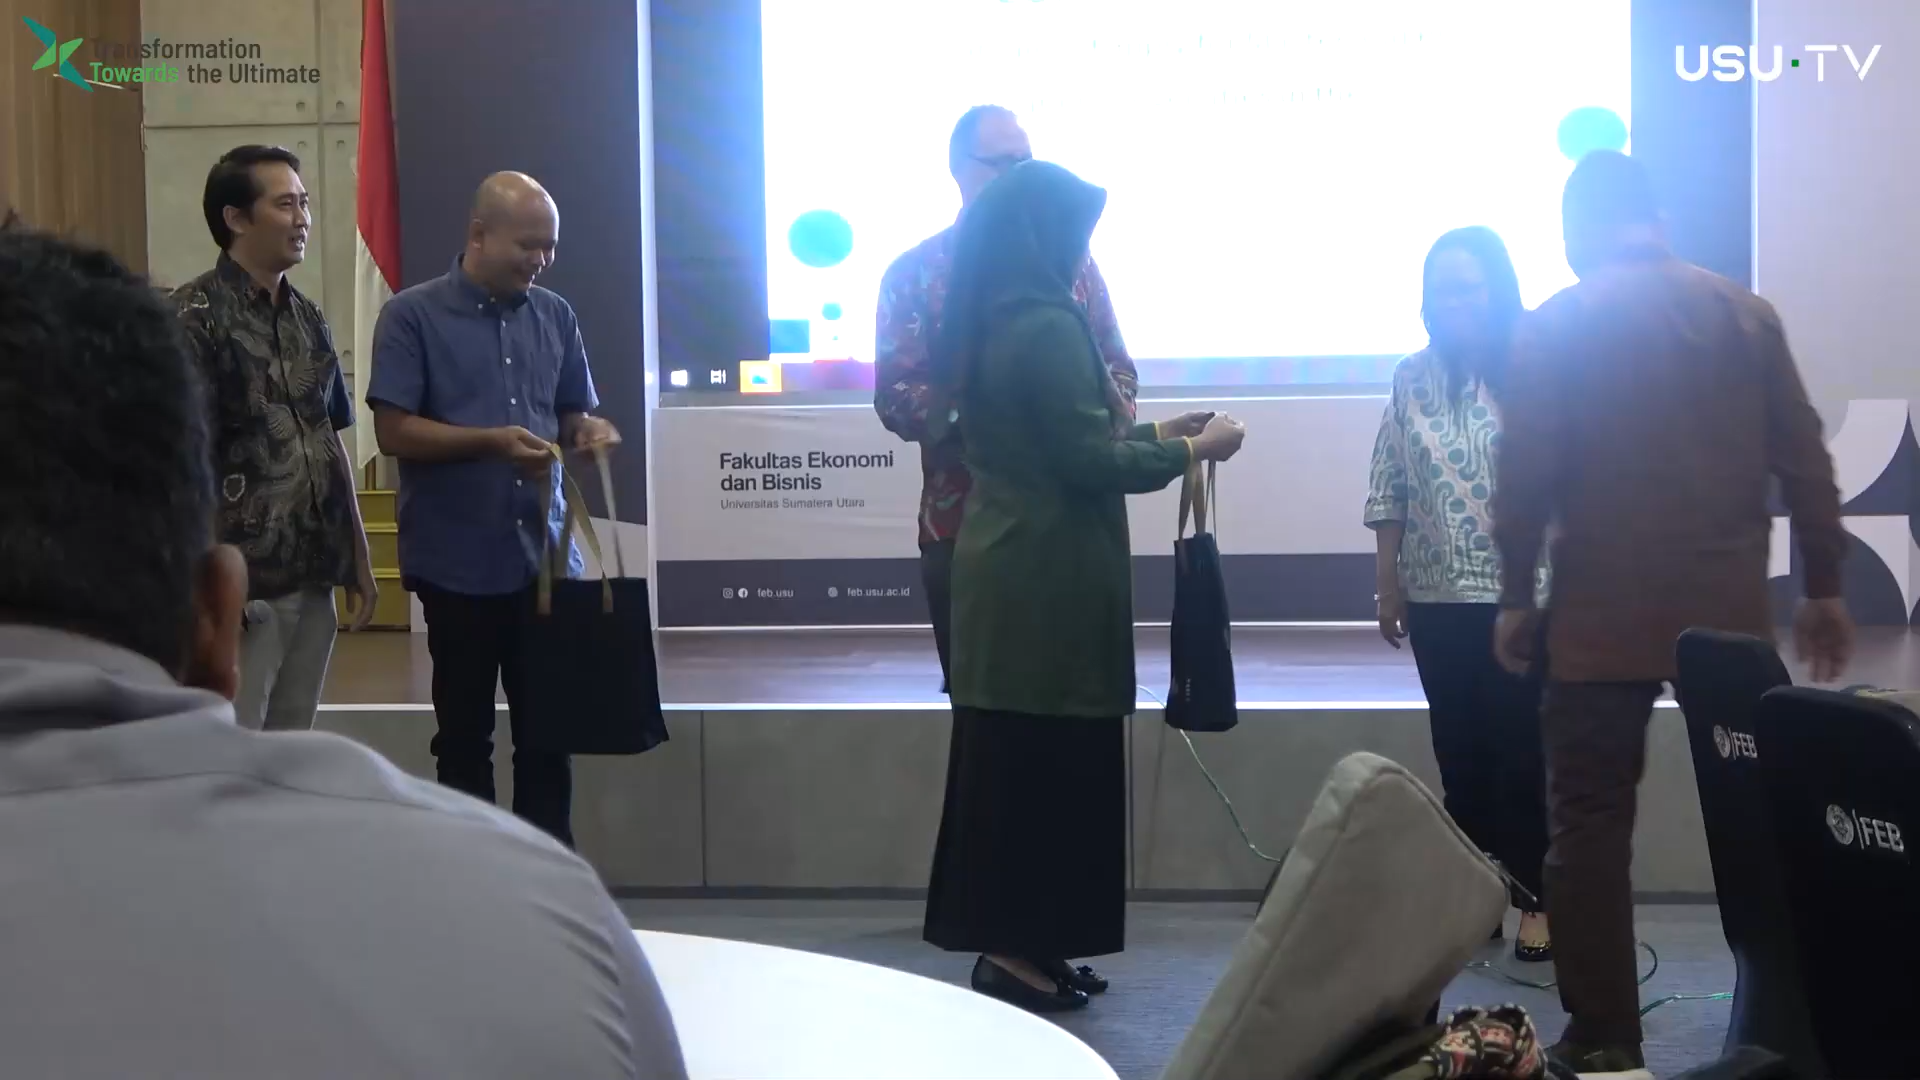 Transformation
Towards the Ultimate
USU·TV
Fakultas Ekonomi
dan Bisnis
Universitas Sumatera Utara
feb.usu
feb.usu.ac.id
|FEB
|FEB